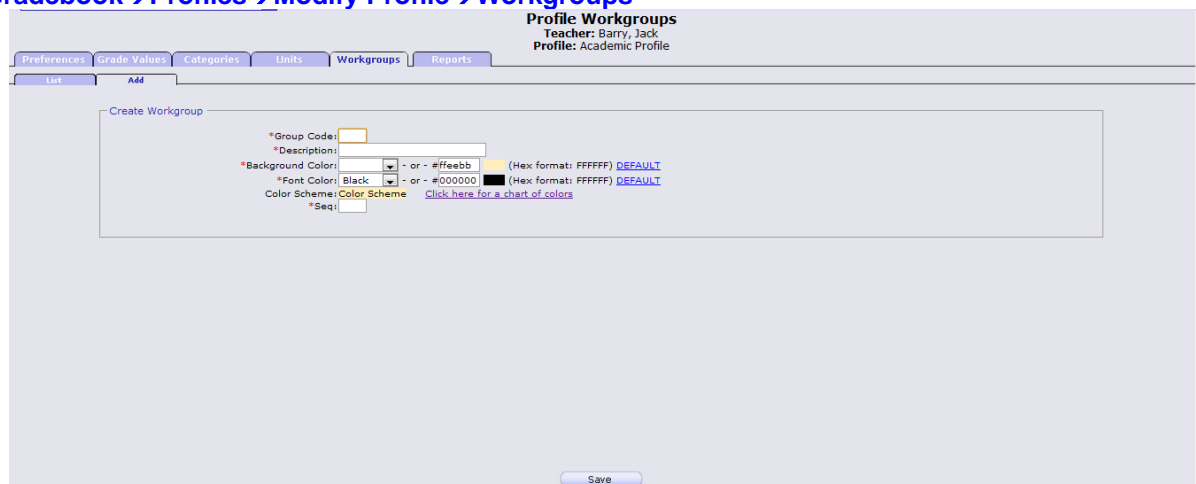 Gradebook→Profiles→Modify Profile→Workgroups
Profile Workgroups
Teacher: Barry, Jack
Profile: Academic Profile
Preferences Grade Values Categories Units Workgroups Reports
List Add
Create Workgroup
*Group Code:
*Description:
*Background Color: - or - #ffeebb (Hex format: FFFFFF) DEFAULT
*Font Color: Black - or - #000000 (Hex format: FFFFFF) DEFAULT
Color Scheme: Color Scheme Click here for a chart of colors
*Seq:
Save